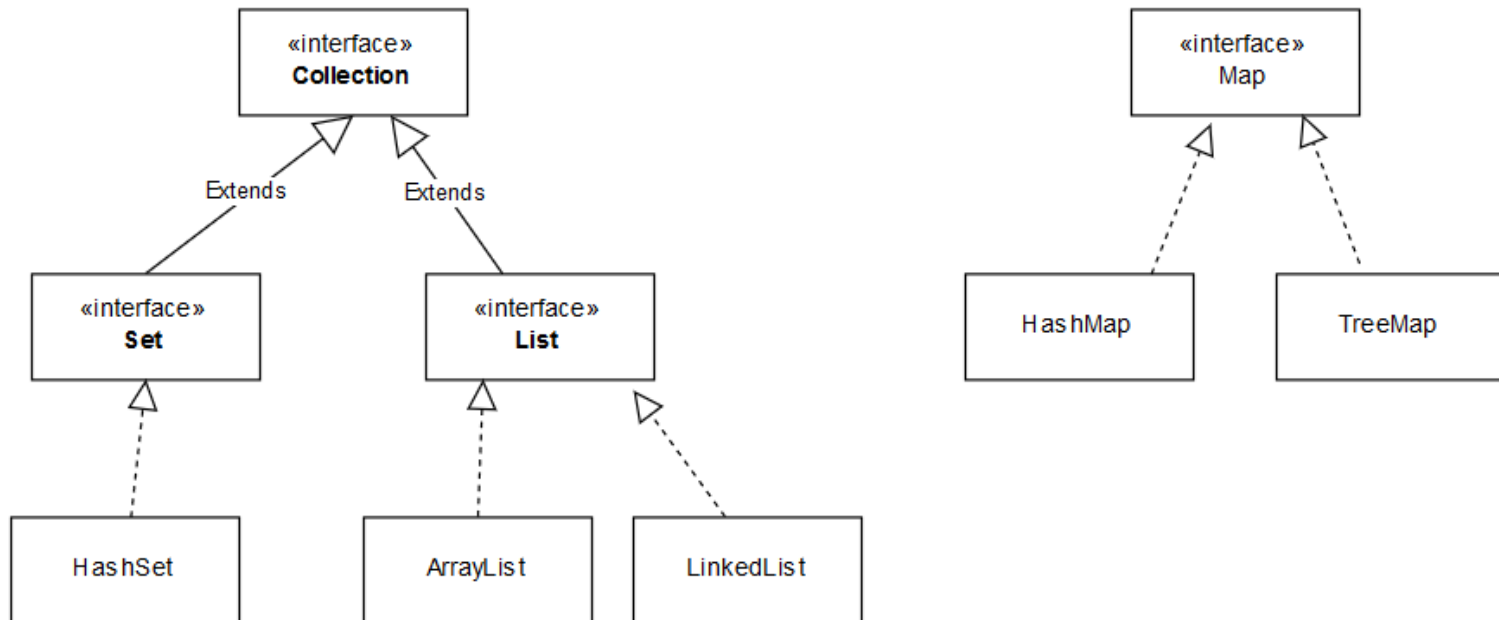 «interface»
Collection
«interface»
Map
Extends
Extends
«interface»
Set
«interface»
List
HashMap
TreeMap
HashSet
ArrayList
LinkedList